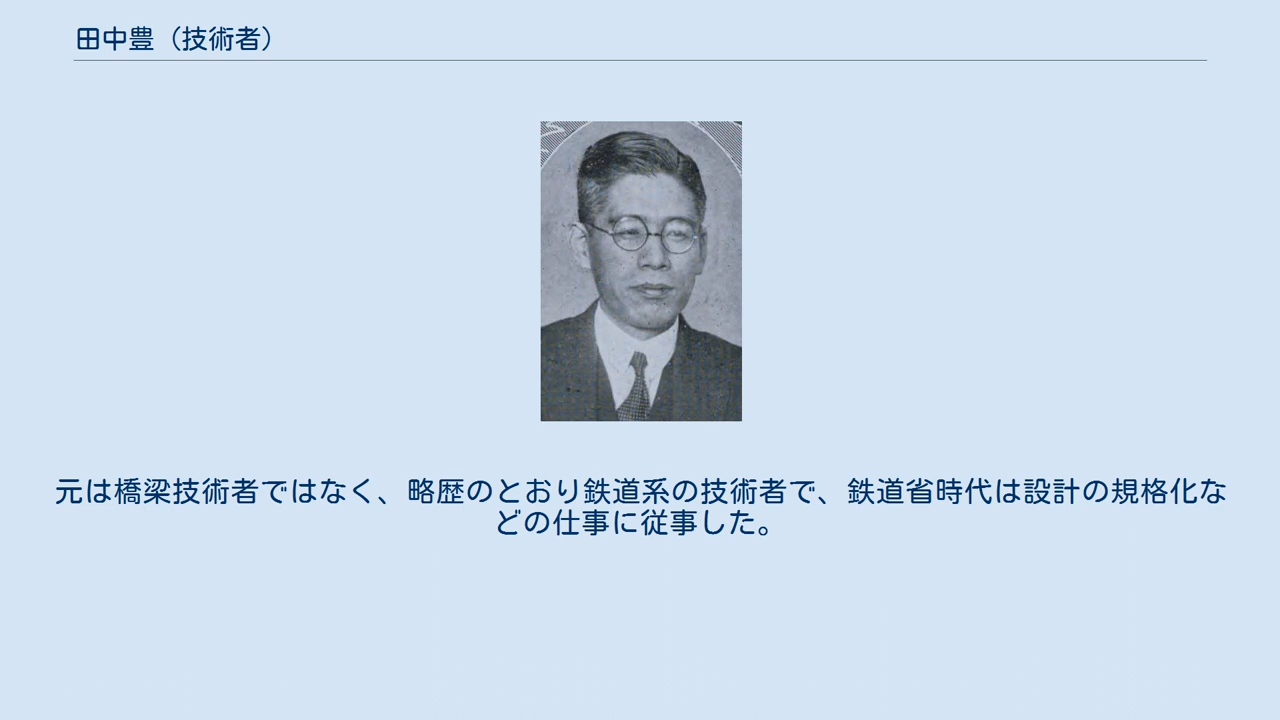 田中豊（技術者）
元は橋梁技術者ではなく、略歴のとおり鉄道系の技術者で、鉄道省時代は設計の規格化な
どの仕事に従事した。